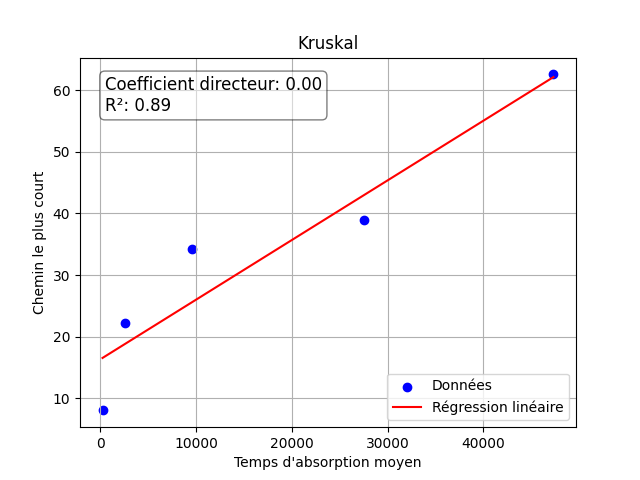 Kruskal
Coefficient directeur: 0.00
R²: 0.89
60
50
40
30
20
10
Chemin le plus court
Données
Régression linéaire
0
10000
20000
30000
40000
Temps d'absorption moyen